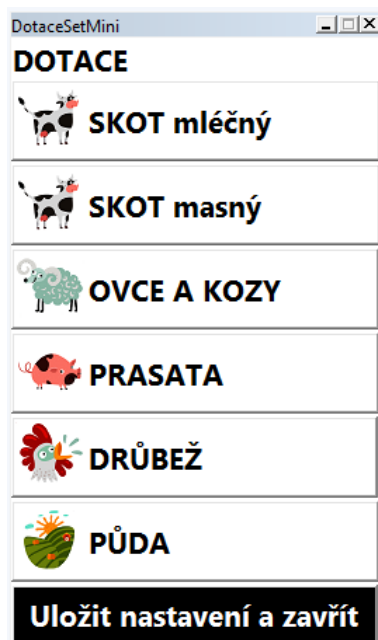 DotaceSetMini
DOTACE
SKOT mléčný
SKOT masný
OVCE A KOZY
PRASATA
DRŮBEŽ
PŮDA
Uložit nastavení a zavřít